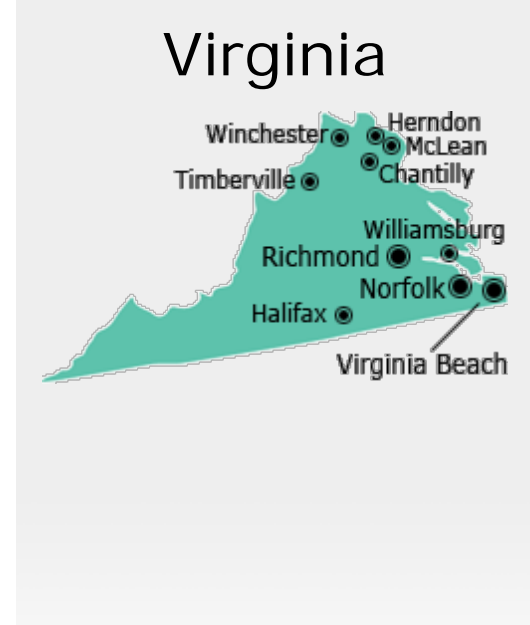 Virginia
Herndon
Winchester
McLean
Chantilly
Timberville
Williamsburg
Richmond
Norfolk
Halifax
Virginia Beach